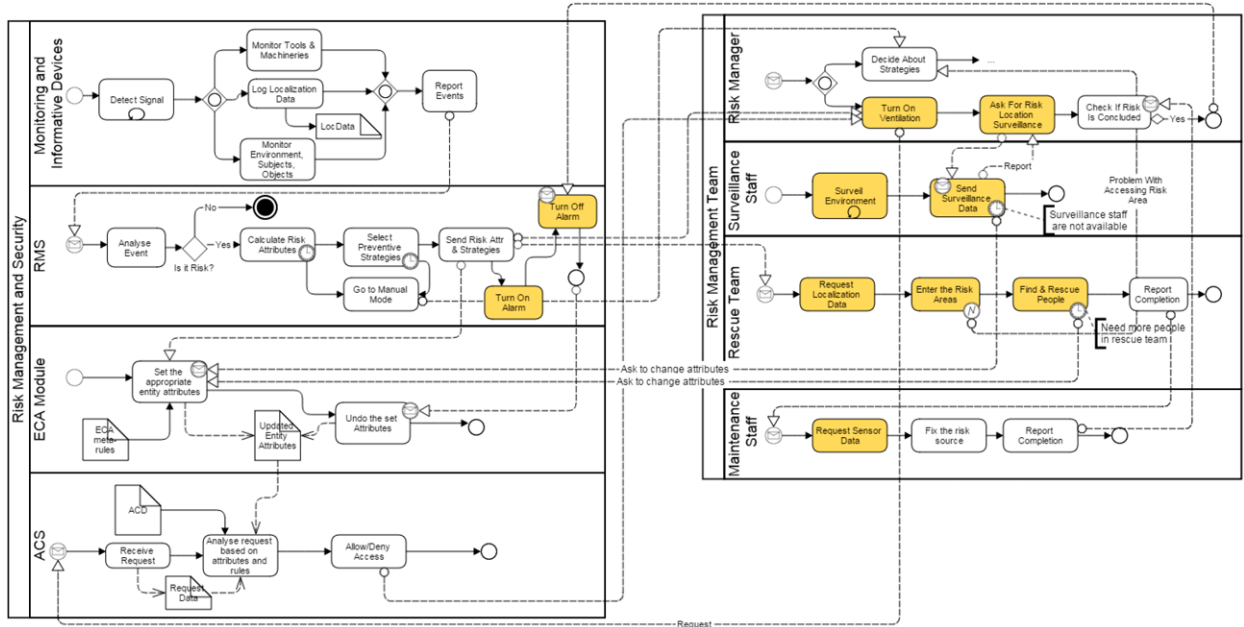 Risk Management and Security
Monitoring and
Informative Devices
Detect Signal
Monitor Tools &
Machineries
Log Localization
Data
LocData
Monitor
Environment,
Subjects,
Objects
Report
Events
RMS
Analyse
Event
Is it Risk?
No
Yes
Calculate Risk
Attributes
Select
Preventive
Strategies
Go to Manual
Mode
Send Risk Attr
& Strategies
Turn On
Alarm
Turn Off
Alarm
ECA Module
Set the
appropriate
entity attributes
ECA
meta-
rules
Updated
Entity
Attributes
Undo the set
Attributes
ACS
ACD
Receive
Request
Request
Data
Analyse request
based on
attributes and
rules
Allow/Deny
Access
Risk Management Team
Risk Manager
Decide About
Strategies
...
Turn On
Ventilation
Ask For Risk
Location
Surveillance
Check If Risk
Is Concluded
Yes
Surveillance
Staff
Surveil
Environment
Send
Surveillance
Data
Report
Problem With
Accessing Risk
Area
Surveillance staff
are not available
Rescue Team
Request
Localization
Data
Enter the Risk
Areas
Find & Rescue
People
Report
Completion
Need more people
in rescue team
Ask to change attributes
Ask to change attributes
Maintenance
Staff
Request Sensor
Data
Fix the risk
source
Report
Completion
Request